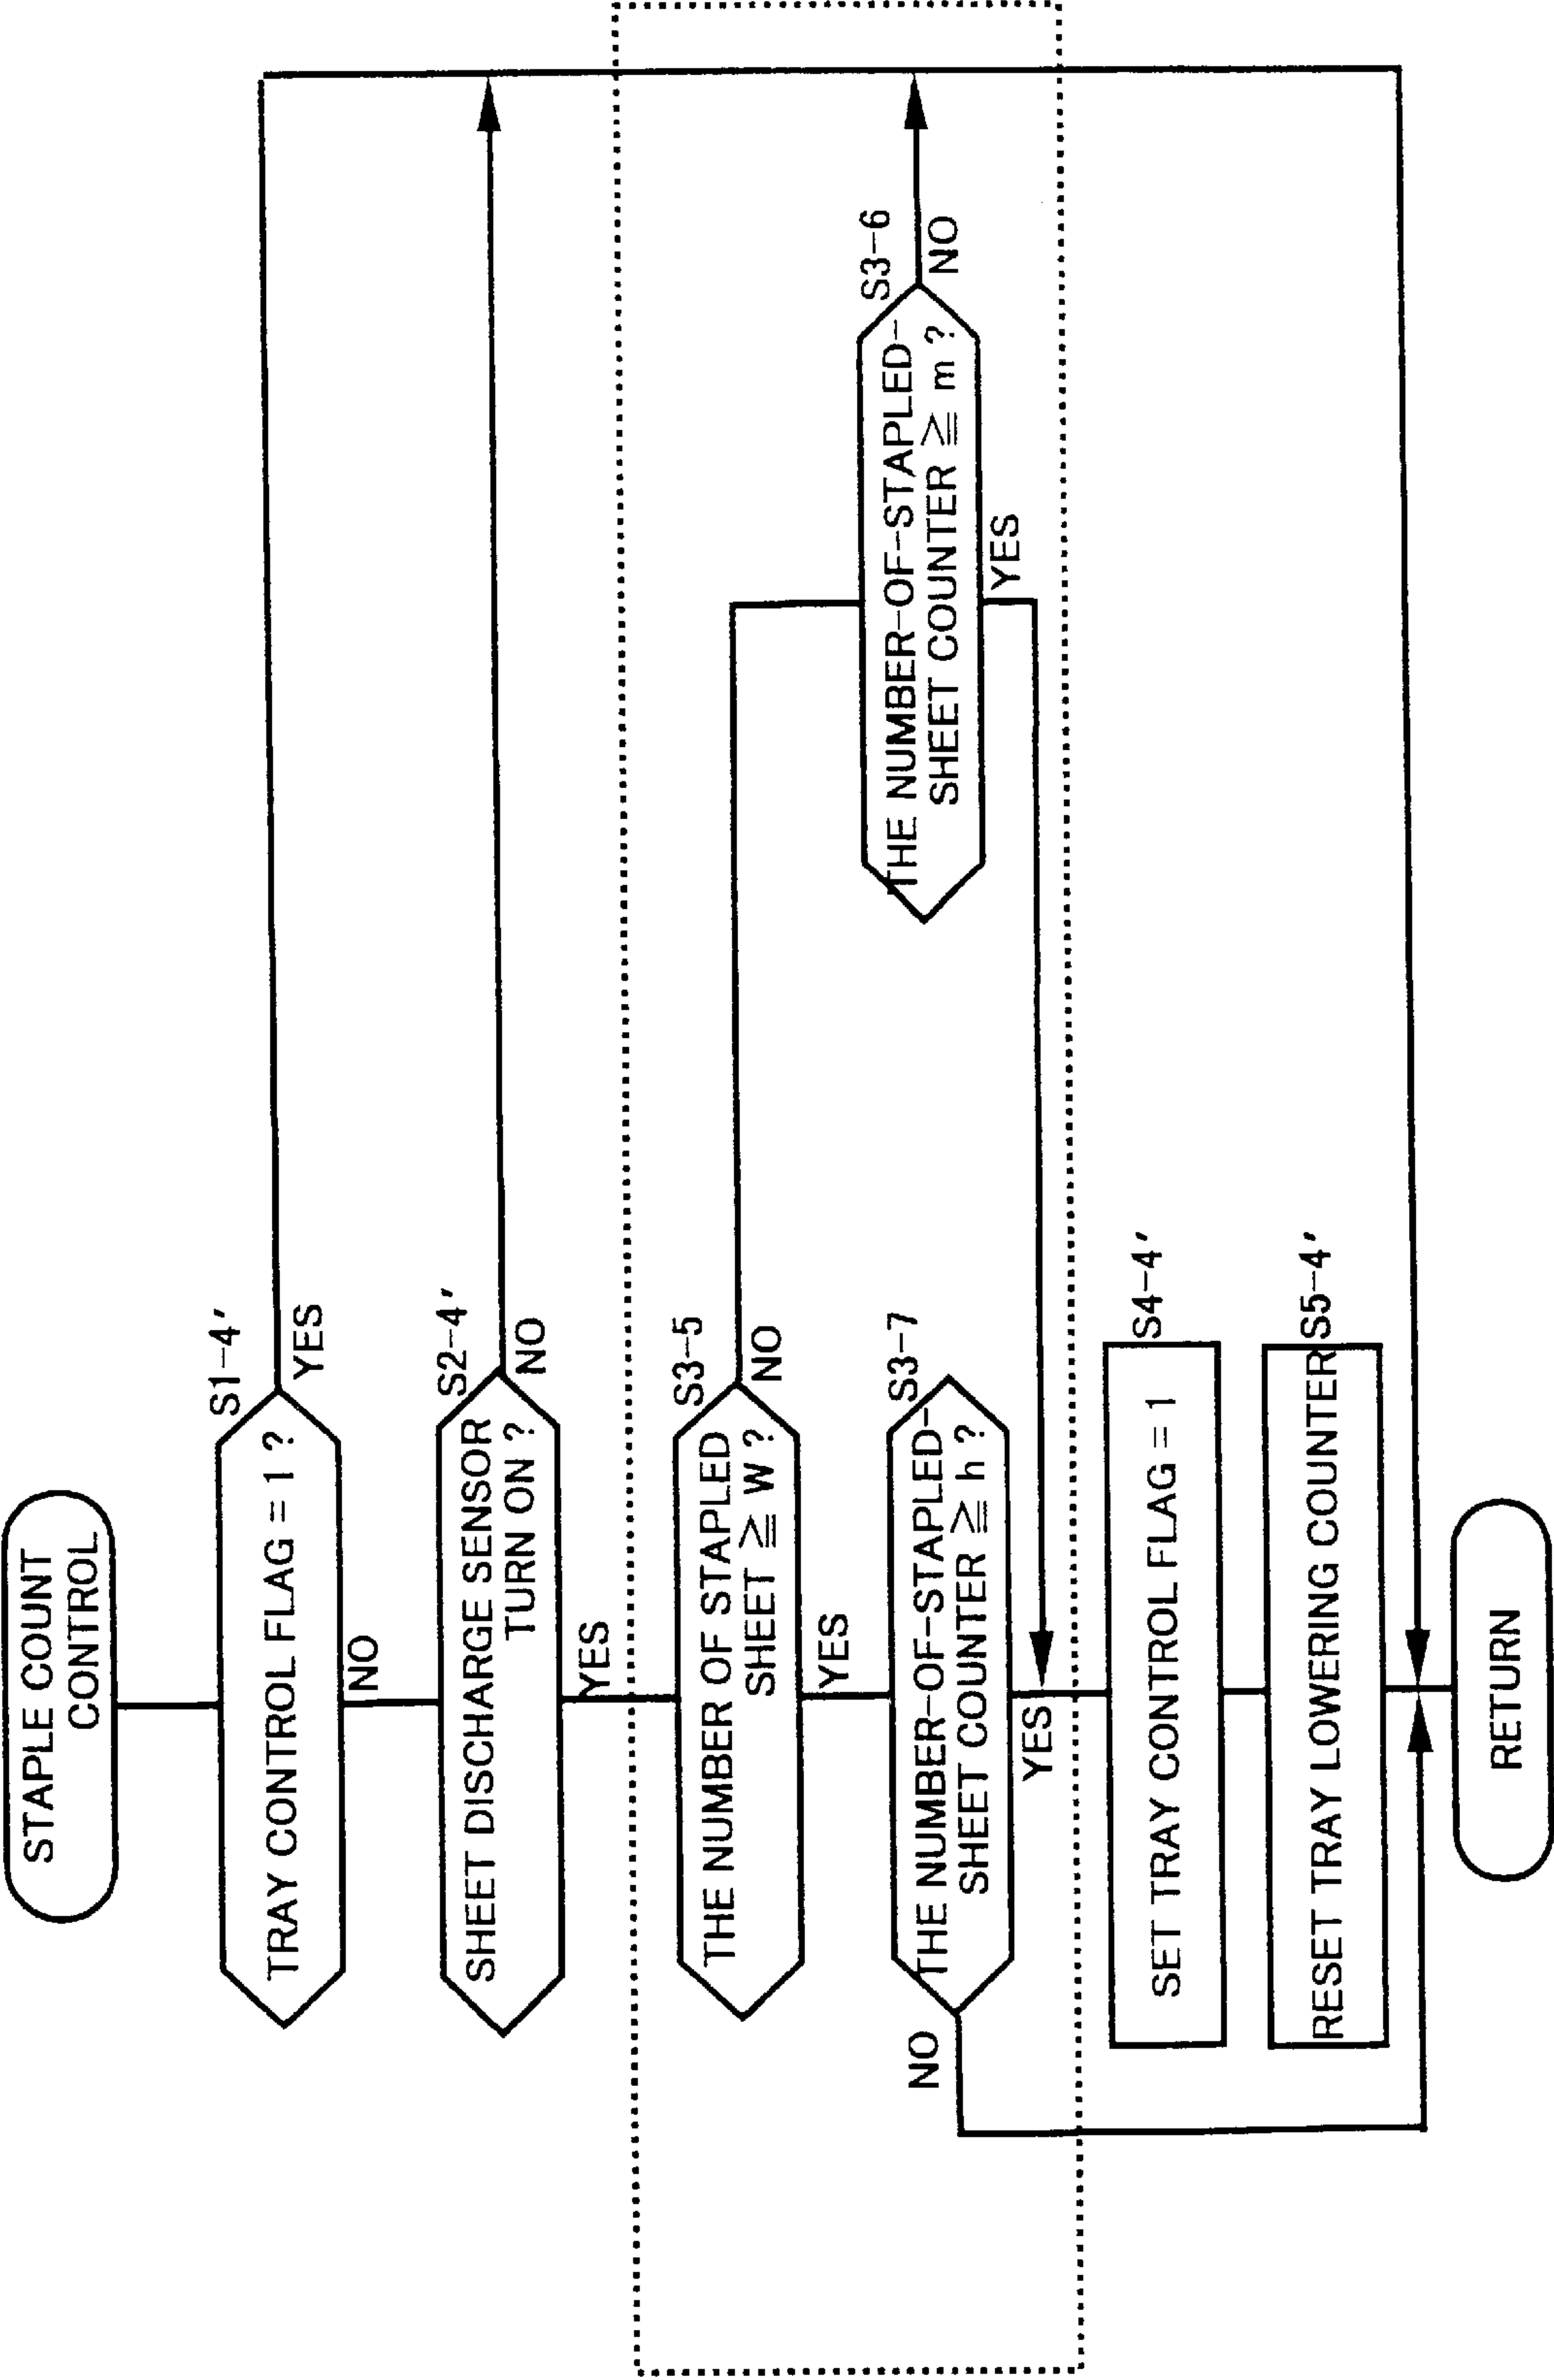 STAPLE COUNT
CONTROL
S1-4′
TRAY CONTROL FLAG = 1 ?
YES
NO
S2-4′
SHEET DISCHARGE SENSOR
TURN ON ?
NO
YES
S3-5
THE NUMBER OF STAPLED
SHEET ≧ W ?
NO
YES
S3-6
THE NUMBER-OF-STAPLED-
SHEET COUNTER ≧ m ?
NO
YES
S3-7
THE NUMBER-OF-STAPLED-
SHEET COUNTER ≧ h ?
NO
YES
S4-4′
SET TRAY CONTROL FLAG = 1
S5-4′
RESET TRAY LOWERING COUNTER
RETURN